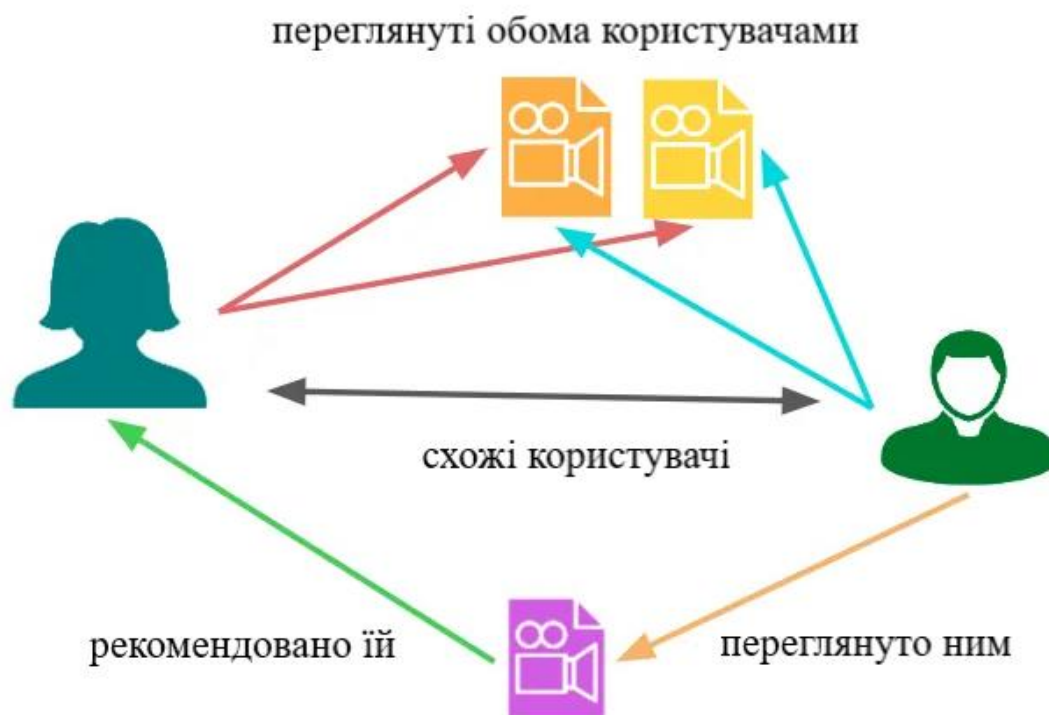 переглянуті обома користувачами
схожі користувачі
рекомендовано їй
переглянуто ним